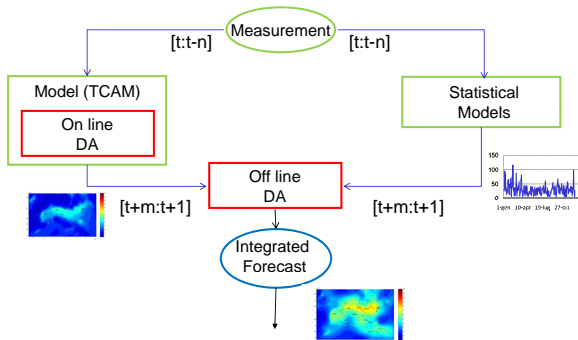 Measurement
[t:t-n]
[t:t-n]
Model (TCAM)
On line
DA
Statistical
Models
Off line
DA
150
100
50
0
1-gen 10-apr 19-lug 27-ott
[t+m:t+1]
[t+m:t+1]
Integrated
Forecast